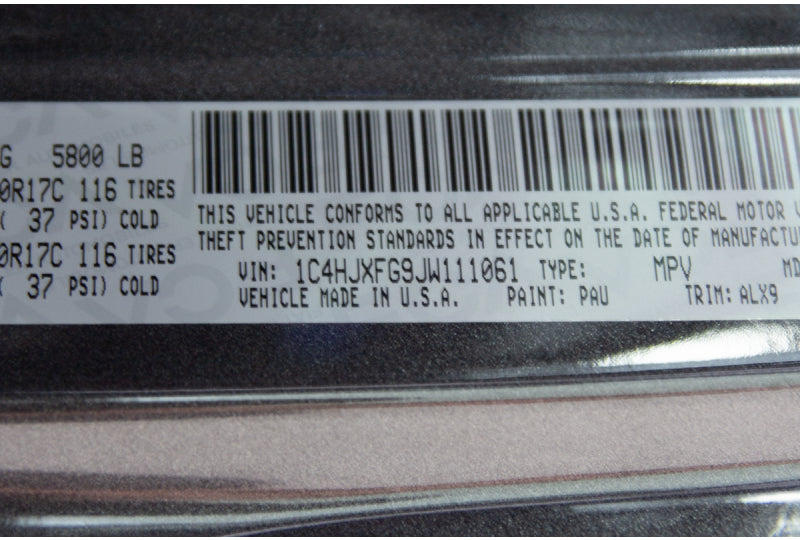 G 5800 LB
0R17C 116 TIRES
( 37 PSI) COLD
0R17C 116 TIRES
( 37 PSI) COLD
THIS VEHICLE CONFORMS TO ALL APPLICABLE U.S.A. FEDERAL MOTOR V
THEFT PREVENTION STANDARDS IN EFFECT ON THE DATE OF MANUFACTU
VIN: 1C4HJXFG9JW111061 TYPE: MPV MD
VEHICLE MADE IN U.S.A. PAINT: PAU TRIM: ALX9